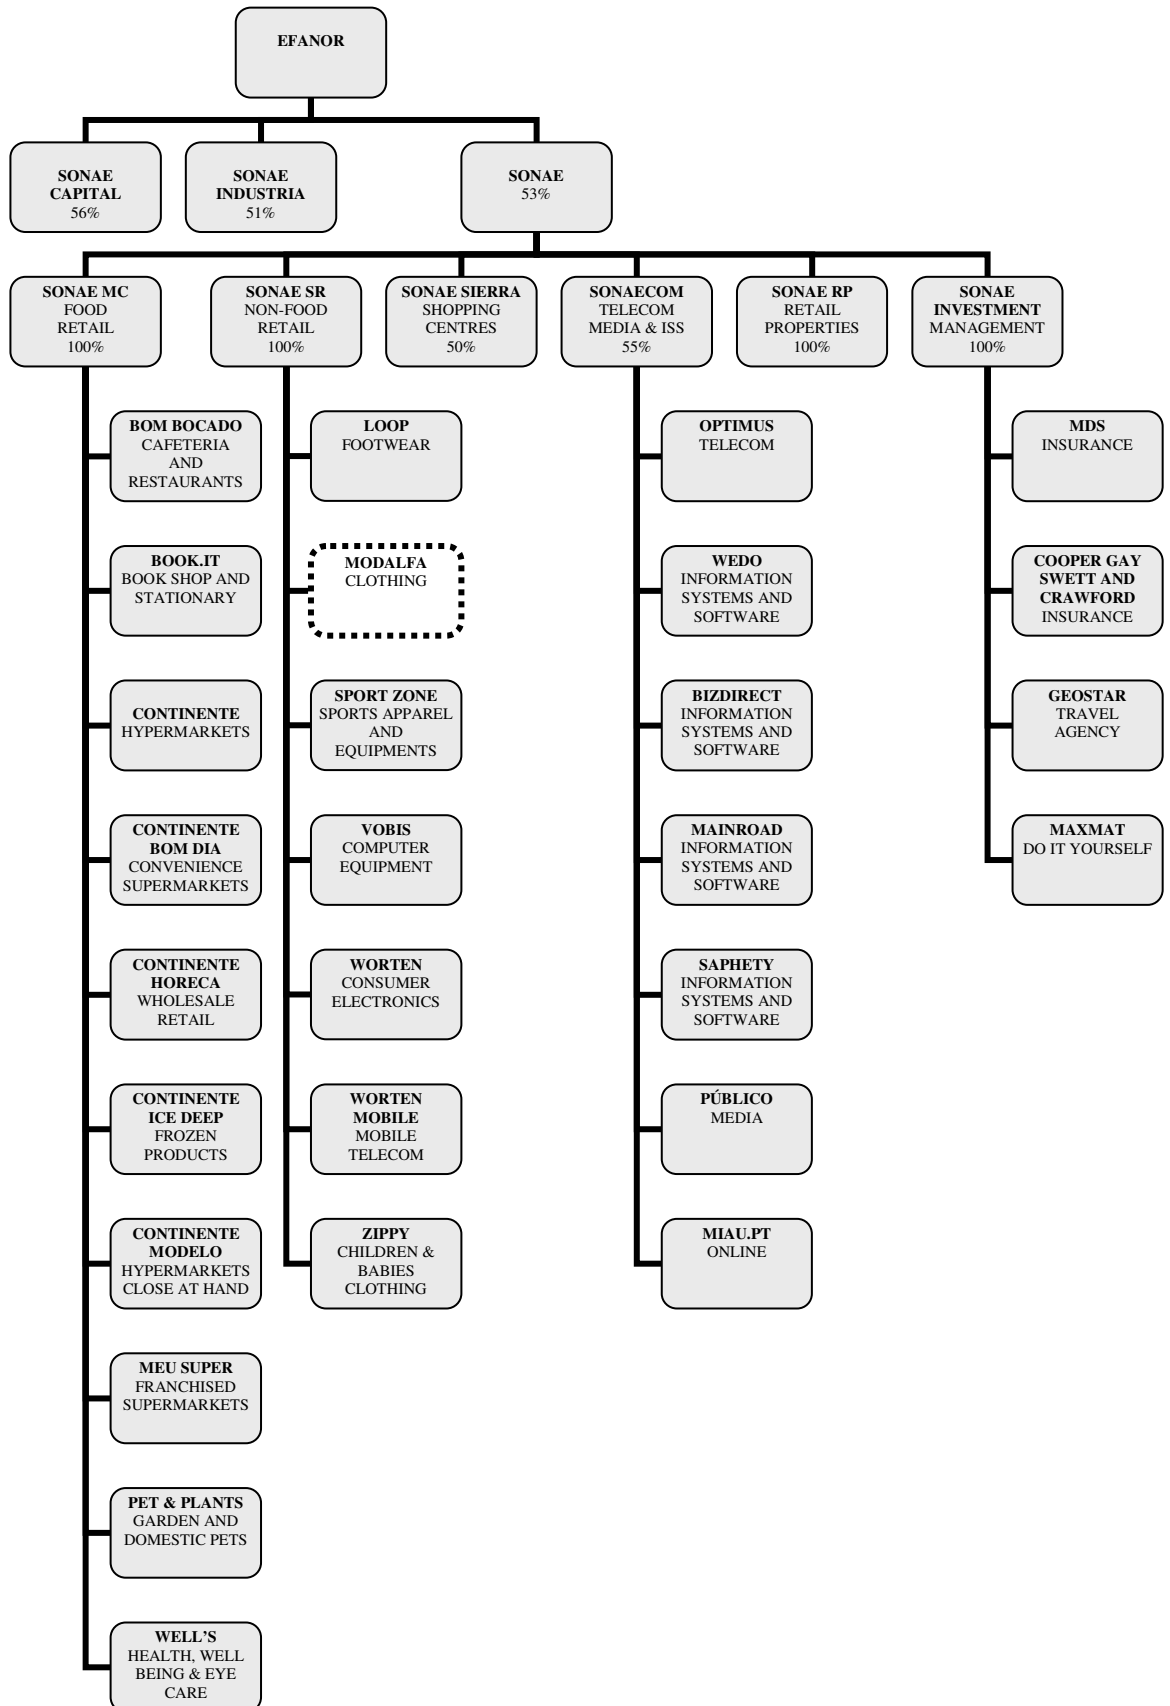 EFANOR
SONAE
CAPITAL
56%
SONAE
INDUSTRIA
51%
SONAE
53%
SONAE MC
FOOD
RETAIL
100%
SONAE SR
NON-FOOD
RETAIL
100%
SONAE SIERRA
SHOPPING
CENTRES
50%
SONAECOM
TELECOM
MEDIA & ISS
55%
SONAE RP
RETAIL
PROPERTIES
100%
SONAE
INVESTMENT
MANAGEMENT
100%
BOM BOCADO
CAFETERIA
AND
RESTAURANTS
BOOK.IT
BOOK SHOP AND
STATIONARY
CONTINENTE
HYPERMARKETS
CONTINENTE
BOM DIA
CONVENIENCE
SUPERMARKETS
CONTINENTE
HORECA
WHOLESALE
RETAIL
CONTINENTE
ICE DEEP
FROZEN
PRODUCTS
CONTINENTE
MODELO
HYPERMARKETS
CLOSE AT HAND
MEU SUPER
FRANCHISED
SUPERMARKETS
PET & PLANTS
GARDEN AND
DOMESTIC PETS
WELL'S
HEALTH, WELL
BEING & EYE
CARE
LOOP
FOOTWEAR
MODALFA
CLOTHING
SPORT ZONE
SPORTS APPAREL
AND
EQUIPMENTS
VOBIS
COMPUTER
EQUIPMENT
WORTEN
CONSUMER
ELECTRONICS
WORTEN
MOBILE
MOBILE
TELECOM
ZIPPY
CHILDREN &
BABIES
CLOTHING
OPTIMUS
TELECOM
WEDO
INFORMATION
SYSTEMS AND
SOFTWARE
BIZDIRECT
INFORMATION
SYSTEMS AND
SOFTWARE
MAINROAD
INFORMATION
SYSTEMS AND
SOFTWARE
SAPHETY
INFORMATION
SYSTEMS AND
SOFTWARE
PÚBLICO
MEDIA
MIAU.PT
ONLINE
MDS
INSURANCE
COOPER GAY
SWETT AND
CRAWFORD
INSURANCE
GEOSTAR
TRAVEL
AGENCY
MAXMAT
DO IT YOURSELF